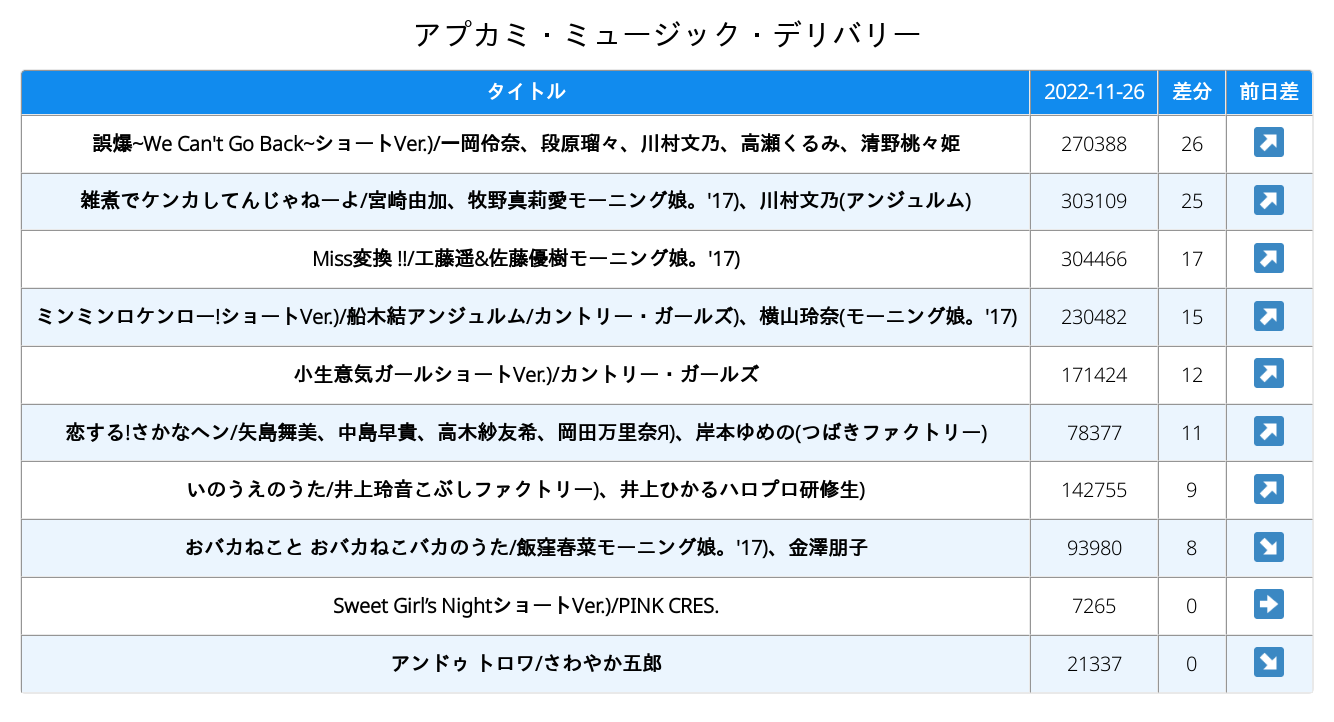 アプカミ・ミュージック・デリバリー
タイトル 2022-11-26 差分 前日差
誤爆~We Can't Go Back~ショートVer.)/一岡伶奈、段原瑠々、川村文乃、高瀬くるみ、清野桃々姫 270388 26
雑煮でケンカしてんじゃねーよ/宮崎由加、牧野真莉愛モーニング娘。'17)、川村文乃(アンジュルム) 303109 25
Miss変換 !!/工藤遥&佐藤優樹モーニング娘。'17) 304466 17
ミンミンロケンロー!ショートVer.)/船木結アンジュルム/カントリー・ガールズ)、横山玲奈(モーニング娘。'17) 230482 15
小生意気ガールショートVer.)/カントリー・ガールズ 171424 12
恋する!さかなヘン/矢島舞美、中島早貴、高木紗友希、岡田万里奈Я)、岸本ゆめの(つばきファクトリー) 78377 11
いのうえのうた/井上玲音こぶしファクトリー)、井上ひかるハロプロ研修生) 142755 9
おバカねこと おバカねこバカのうた/飯窪春菜モーニング娘。'17)、金澤朋子 93980 8
Sweet Girl’s NightショートVer.)/PINK CRES. 7265 0
アンドゥ トロワ/さわやか五郎 21337 0